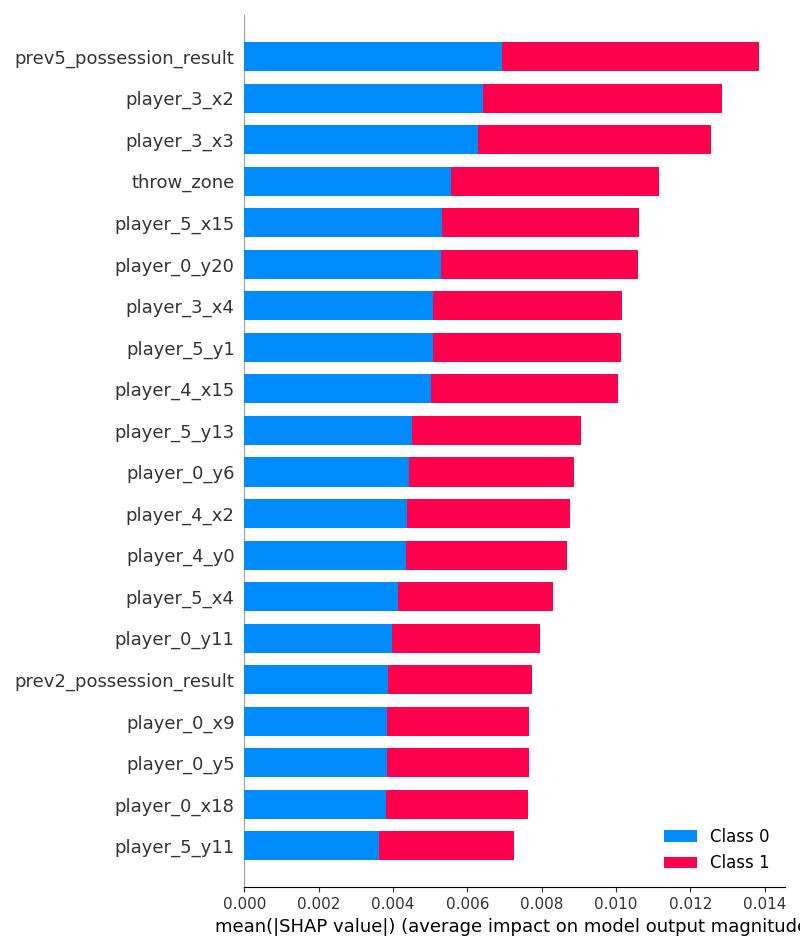 prev5_possession_result
player_3_x2
player_3_x3
throw_zone
player_5_x15
player_0_y20
player_3_x4
player_5_y1
player_4_x15
player_5_y13
player_0_y6
player_4_x2
player_4_y0
player_5_x4
player_0_y11
prev2_possession_result
player_0_x9
player_0_y5
player_0_x18
player_5_y11
Class 0
Class 1
0.000 0.002 0.004 0.006 0.008 0.010 0.012 0.014
mean(|SHAP value|) (average impact on model output magnitud